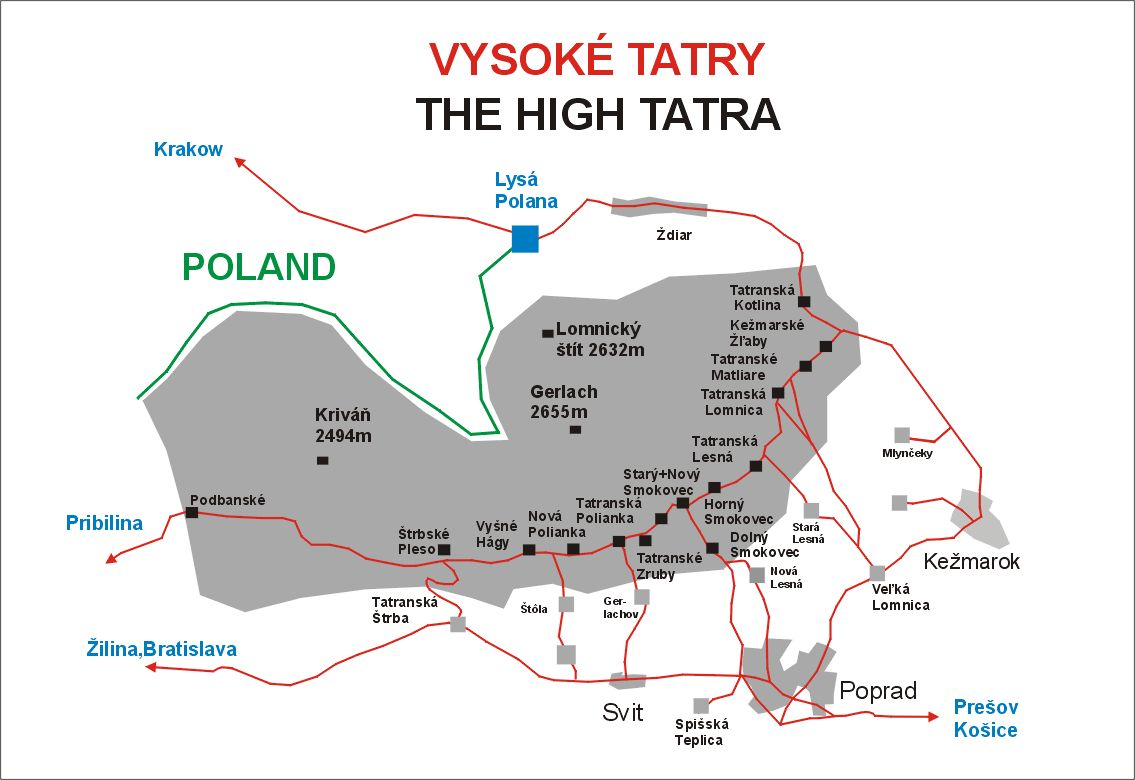 VYSOKÉ TATRY
THE HIGH TATRA
Krakow
Lysá
Polana
Ždiar
POLAND
Tatranská
Kotlina
Kežmarské
Žľaby
Lomnický
štít 2632m
Tatranské
Matliare
Gerlach
2655m
Tatranská
Lomnica
Kriváň
2494m
Tatranská
Lesná
Mlynčeky
Starý+Nový
Smokovec
Podbanské
Pribilina
Tatranská
Polianka
Nová
Polianka
Vyšné
Hágy
Štrbské
Pleso
Horný
Smokovec
Stará
Lesná
Dolný
Smokovec
Tatranské
Zruby
Kežmarok
Nová
Lesná
Veľká
Lomnica
Tatranská
Štrba
Štôla
Ger-
lachov
Žilina,Bratislava
Poprad
Svit
Spišská
Teplica
Prešov
Košice